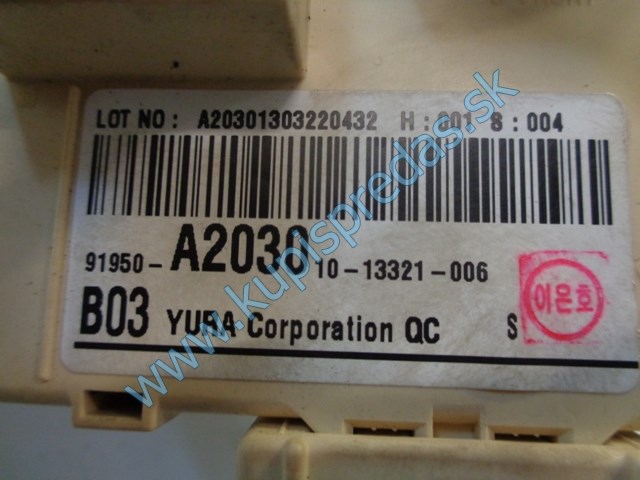 LOT NO: A20301303220432 H:001 S:004
91950-A2030 10-13321-006
B03 YURA Corporation QC S
이은호
www.kupispredas.sk